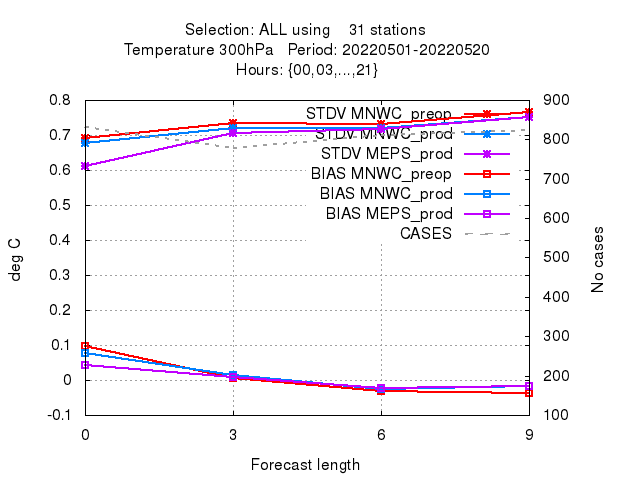 Selection: ALL using    31 stations
Temperature 300hPa   Period: 20220501-20220520
Hours: {00,03,...,21}
0.8
0.7
0.6
0.5
0.4
0.3
0.2
0.1
0
-0.1
deg C
STDV MNWC_preop
STDV MNWC_prod
STDV MEPS_prod
BIAS MNWC_preop
BIAS MNWC_prod
BIAS MEPS_prod
CASES
900
800
700
600
500
400
300
200
100
No cases
0 3 6 9
Forecast length